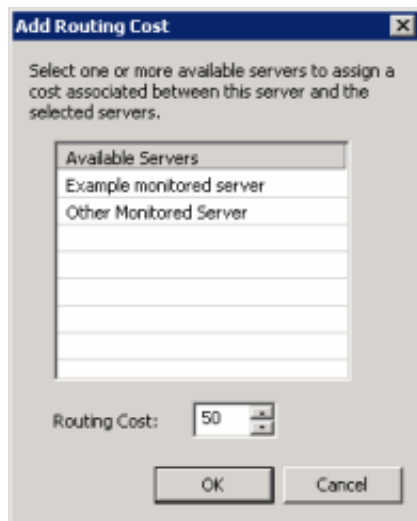 Add Routing Cost
Select one or more available servers to assign a
cost associated between this server and the
selected servers.
Available Servers
Example monitored server
Other Monitored Server
Routing Cost: 50
OK Cancel